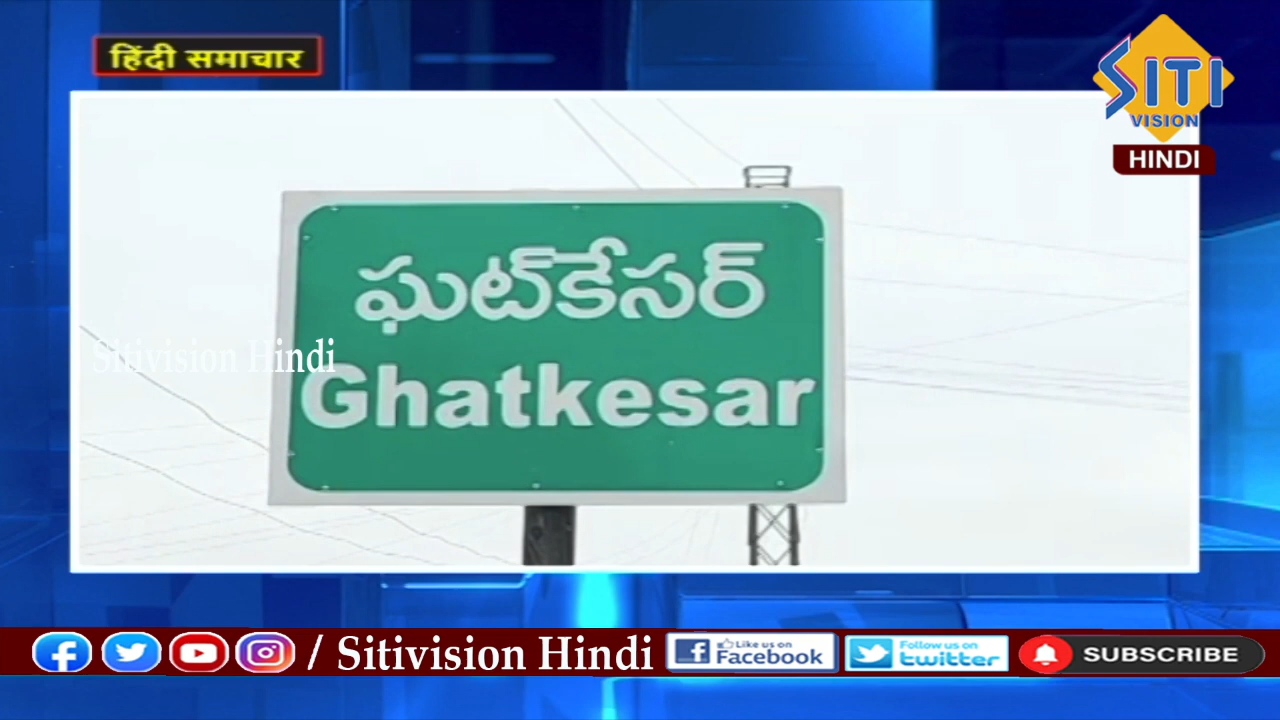 हिंदी समाचार
SITI
VISION
HINDI
ఘట్‌కేసర్
Sitivision Hindi
Ghatkesar
/ Sitivision Hindi
Like us on
Facebook
Follow us on
twitter
SUBSCRIBE